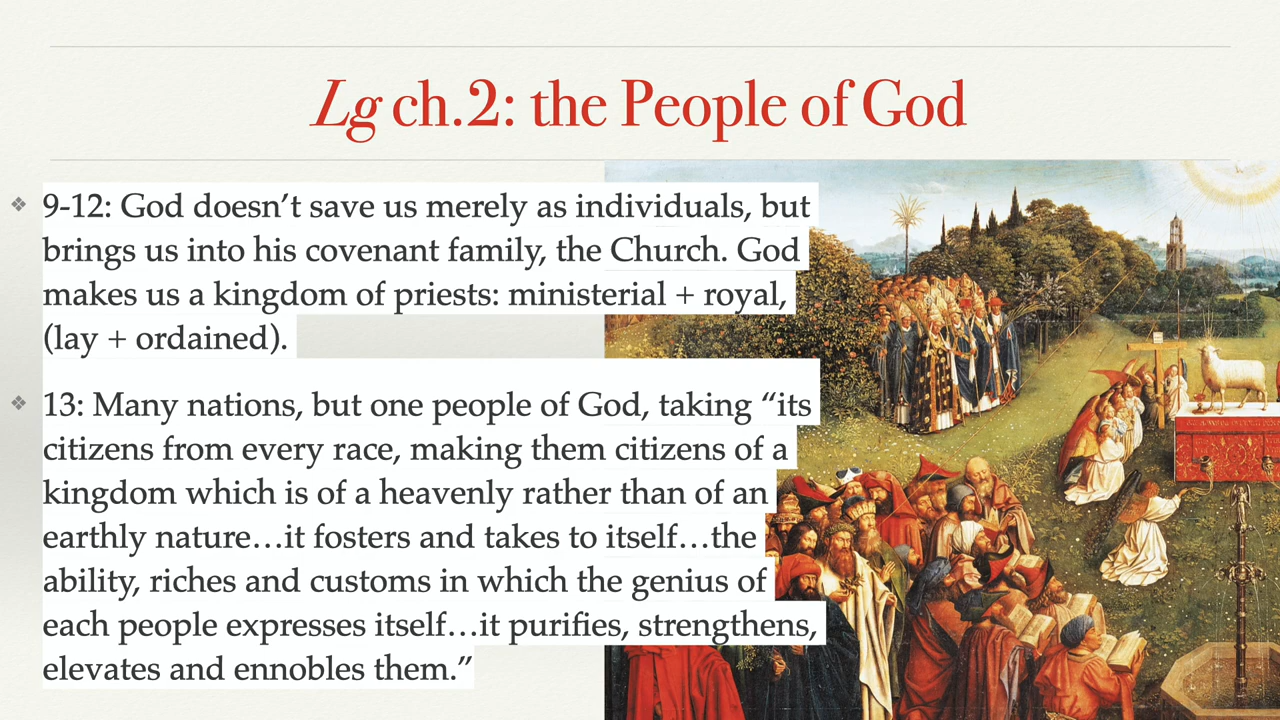 Lg ch.2: the People of God
❖ 9-12: God doesn’t save us merely as individuals, but
brings us into his covenant family, the Church. God
makes us a kingdom of priests: ministerial + royal,
(lay + ordained).
❖ 13: Many nations, but one people of God, taking “its
citizens from every race, making them citizens of a
kingdom which is of a heavenly rather than of an
earthly nature…it fosters and takes to itself…the
ability, riches and customs in which the genius of
each people expresses itself…it purifies, strengthens,
elevates and ennobles them.”